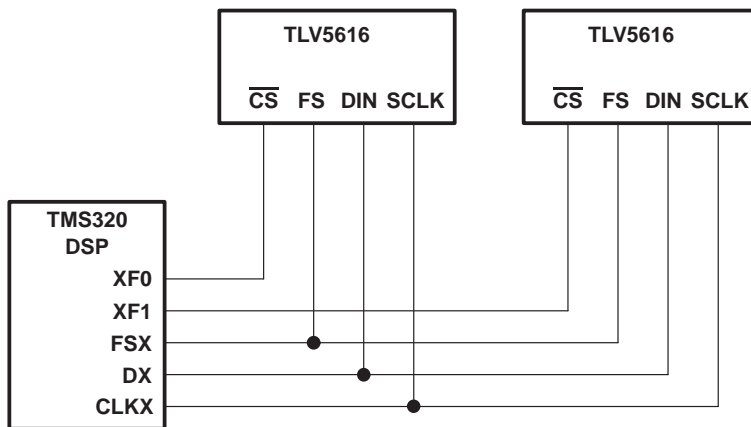 TLV5616
CS FS DIN SCLK
TLV5616
CS FS DIN SCLK
TMS320
DSP
XF0
XF1
FSX
DX
CLKX